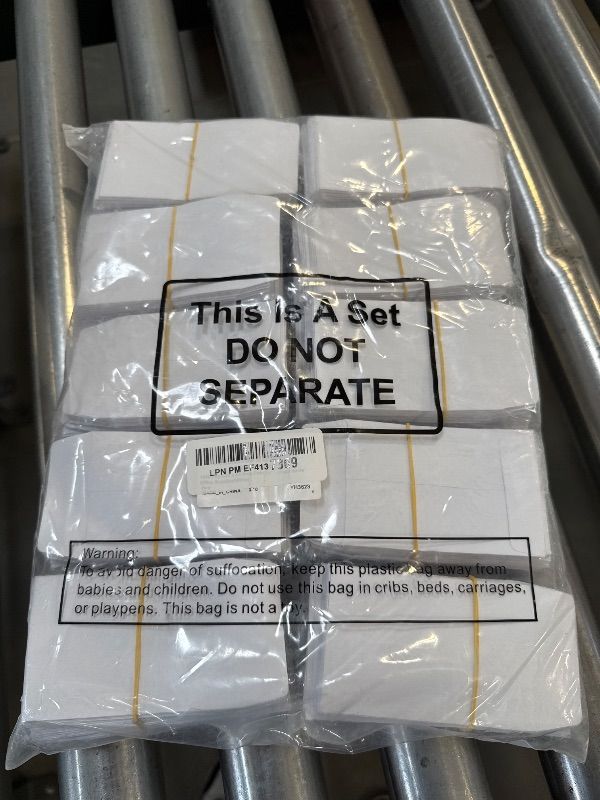 This Is A Set
DO NOT
SEPARATE
LPN PM E
Warning:
To avoid danger of suffocation, keep this plastic bag away from
babies and children. Do not use this bag in cribs, beds, carriages,
or playpens. This bag is not a toy.